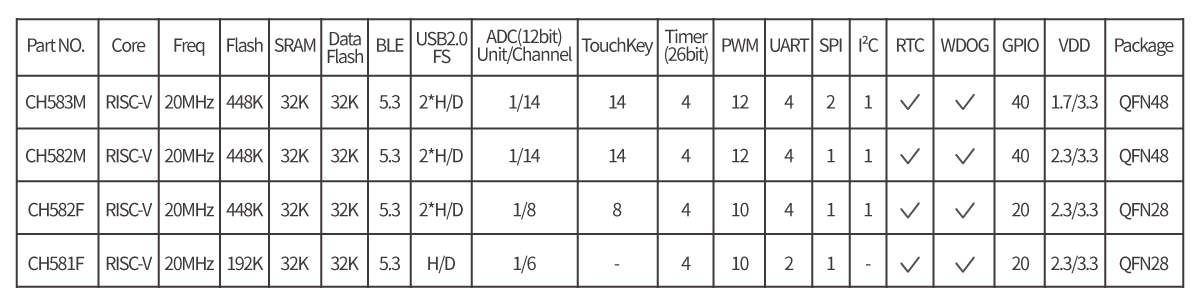 Part NO. Core Freq Flash SRAM Data Flash BLE USB2.0 FS ADC(12bit) Unit/Channel TouchKey Timer (26bit) PWM UART SPI I²C RTC WDOG GPIO VDD Package
CH583M RISC-V 20MHz 448K 32K 32K 5.3 2*H/D 1/14 14 4 12 4 2 1 ✓ ✓ 40 1.7/3.3 QFN48
CH582M RISC-V 20MHz 448K 32K 32K 5.3 2*H/D 1/14 14 4 12 4 1 1 ✓ ✓ 40 2.3/3.3 QFN48
CH582F RISC-V 20MHz 448K 32K 32K 5.3 2*H/D 1/8 8 4 10 4 1 1 ✓ ✓ 20 2.3/3.3 QFN28
CH581F RISC-V 20MHz 192K 32K 32K 5.3 H/D 1/6 - 4 10 2 1 - ✓ ✓ 20 2.3/3.3 QFN28